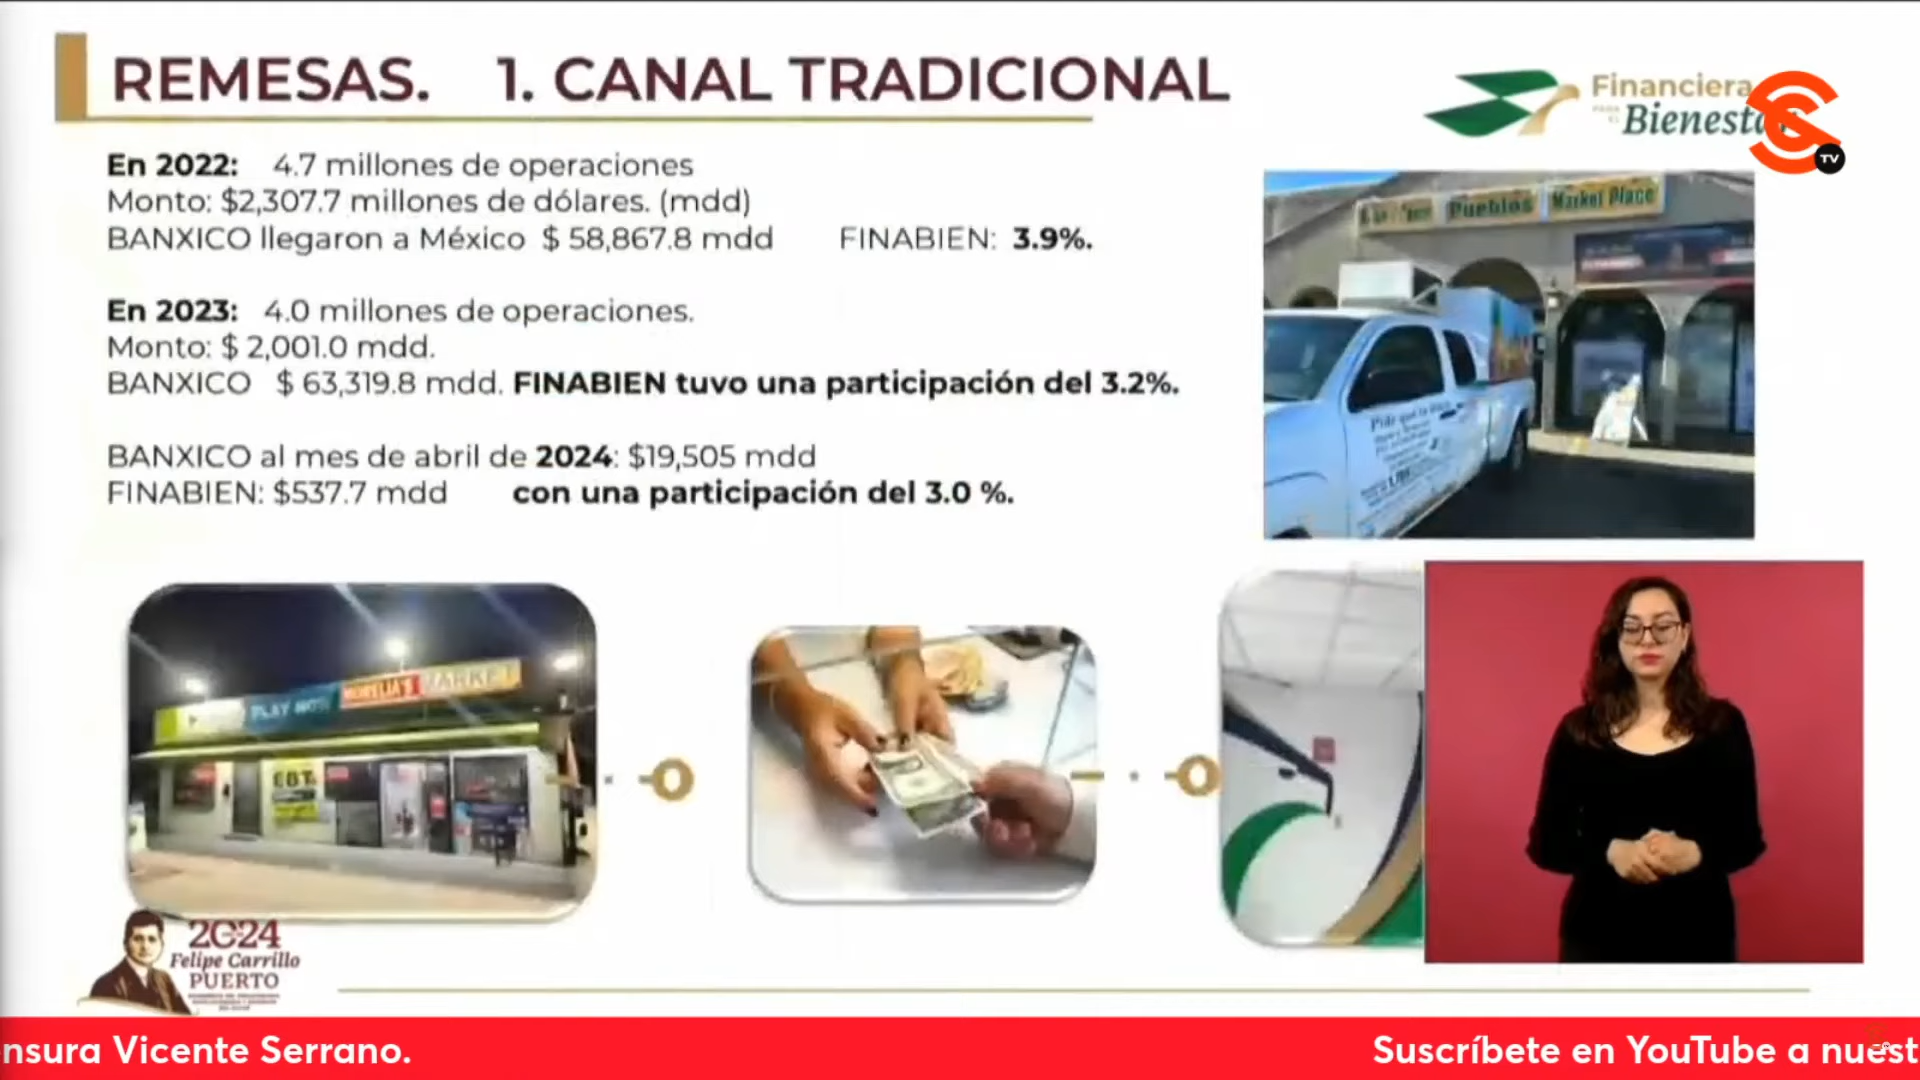 REMESAS. 1. CANAL TRADICIONAL
Financiera
Bienesta
TV
En 2022: 4.7 millones de operaciones
Monto: $2,307.7 millones de dólares. (mdd)
BANXICO llegaron a México $ 58,867.8 mdd FINABIEN: 3.9%.
En 2023: 4.0 millones de operaciones.
Monto: $ 2,001.0 mdd.
BANXICO $ 63,319.8 mdd. FINABIEN tuvo una participación del 3.2%.
BANXICO al mes de abril de 2024: $19,505 mdd
FINABIEN: $537.7 mdd con una participación del 3.0 %.
Pueblos Market Place
PLAY NOW MORELIA'S MARKET
EBT
2024
Felipe Carrillo
PUERTO
nsura Vicente Serrano.
Suscríbete en YouTube a nuest